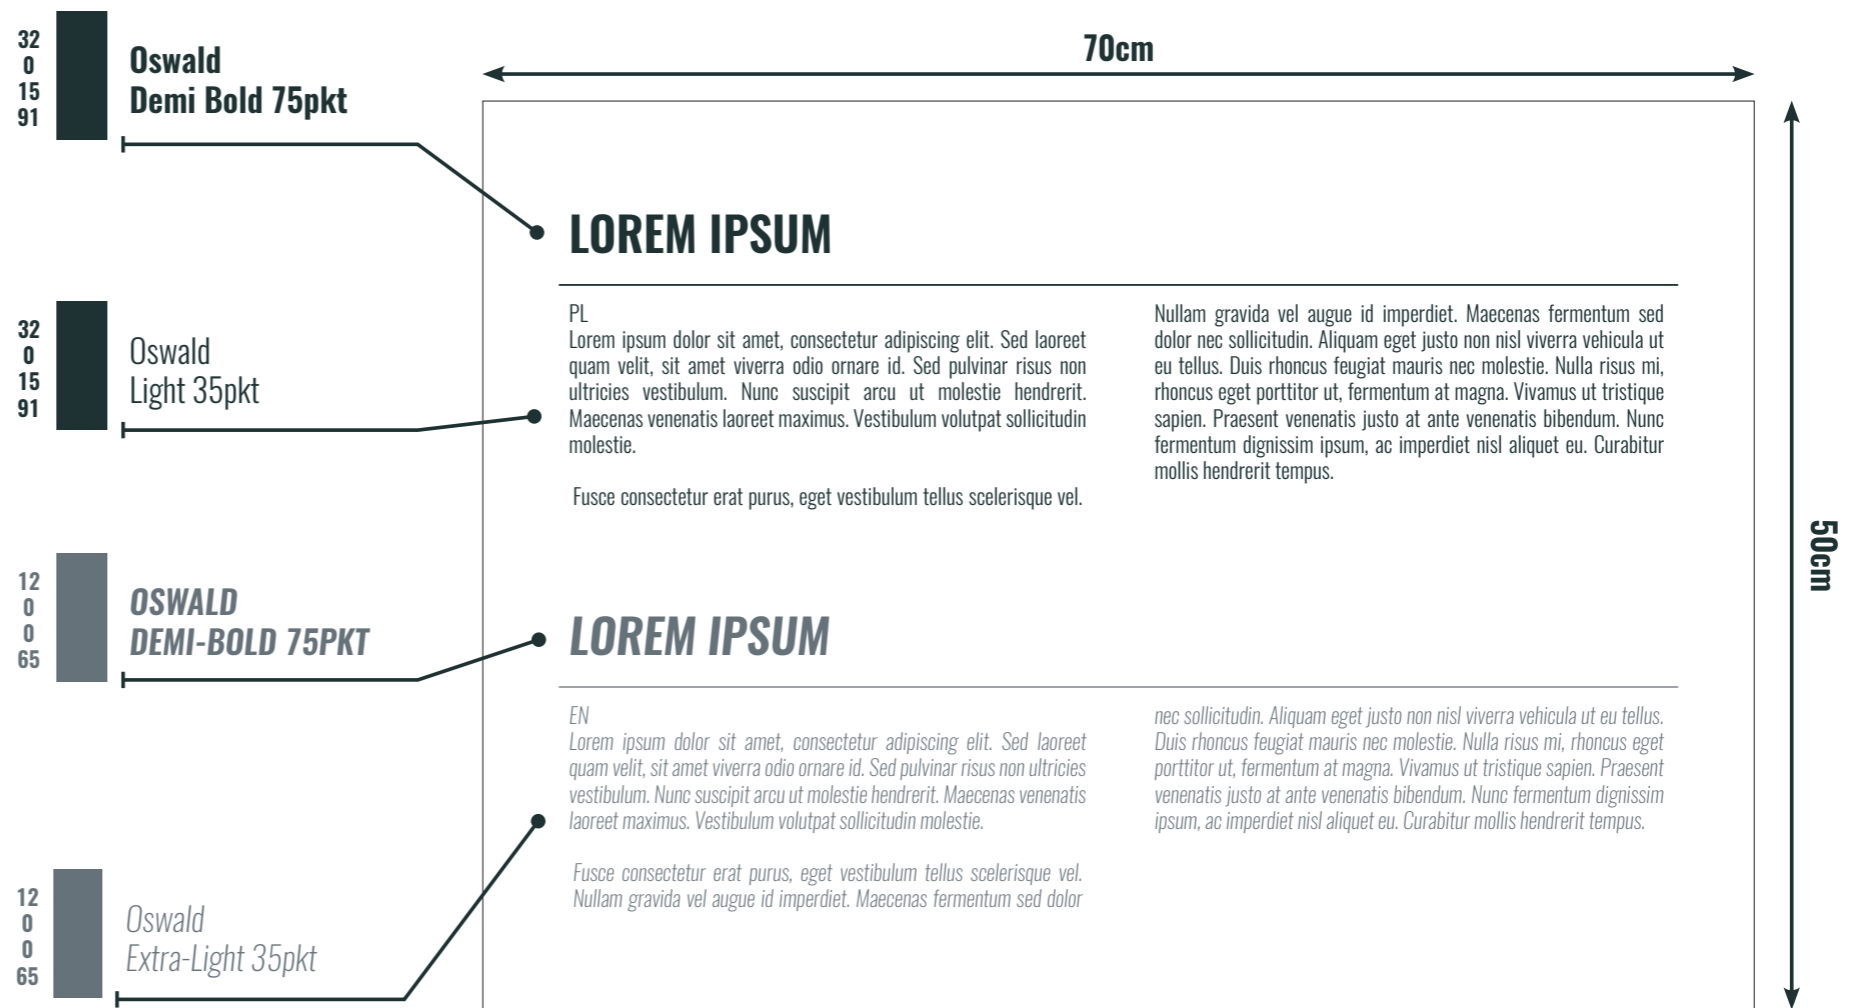 32
0
15
91
Oswald
Demi Bold 75pkt
32
0
15
91
Oswald
Light 35pkt
12
0
0
65
OSWALD
DEMI-BOLD 75PKT
12
0
0
65
Oswald
Extra-Light 35pkt
70cm
50cm
LOREM IPSUM
PL
Lorem ipsum dolor sit amet, consectetur adipiscing elit. Sed laoreet
quam velit, sit amet viverra odio ornare id. Sed pulvinar risus non
ultricies vestibulum. Nunc suscipit arcu ut molestie hendrerit.
Maecenas venenatis laoreet maximus. Vestibulum volutpat sollicitudin
molestie.
Fusce consectetur erat purus, eget vestibulum tellus scelerisque vel.
Nullam gravida vel augue id imperdiet. Maecenas fermentum sed
dolor nec sollicitudin. Aliquam eget justo non nisl viverra vehicula ut
eu tellus. Duis rhoncus feugiat mauris nec molestie. Nulla risus mi,
rhoncus eget porttitor ut, fermentum at magna. Vivamus ut tristique
sapien. Praesent venenatis justo at ante venenatis bibendum. Nunc
fermentum dignissim ipsum, ac imperdiet nisl aliquet eu. Curabitur
mollis hendrerit tempus.
LOREM IPSUM
EN
Lorem ipsum dolor sit amet, consectetur adipiscing elit. Sed laoreet
quam velit, sit amet viverra odio ornare id. Sed pulvinar risus non ultricies
vestibulum. Nunc suscipit arcu ut molestie hendrerit. Maecenas venenatis
laoreet maximus. Vestibulum volutpat sollicitudin molestie.
Fusce consectetur erat purus, eget vestibulum tellus scelerisque vel.
Nullam gravida vel augue id imperdiet. Maecenas fermentum sed dolor
nec sollicitudin. Aliquam eget justo non nisl viverra vehicula ut eu tellus.
Duis rhoncus feugiat mauris nec molestie. Nulla risus mi, rhoncus eget
porttitor ut, fermentum at magna. Vivamus ut tristique sapien. Praesent
venenatis justo at ante venenatis bibendum. Nunc fermentum dignissim
ipsum, ac imperdiet nisl aliquet eu. Curabitur mollis hendrerit tempus.